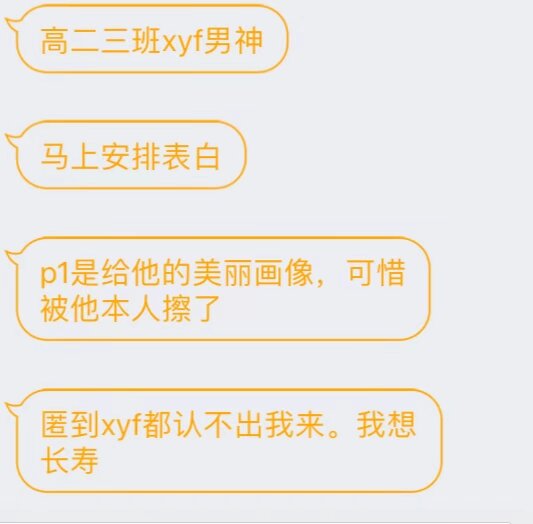 高二三班xyf男神
马上安排表白
p1是给他的美丽画像，可惜
被他本人擦了
匿到xyf都认不出我来。我想
长寿